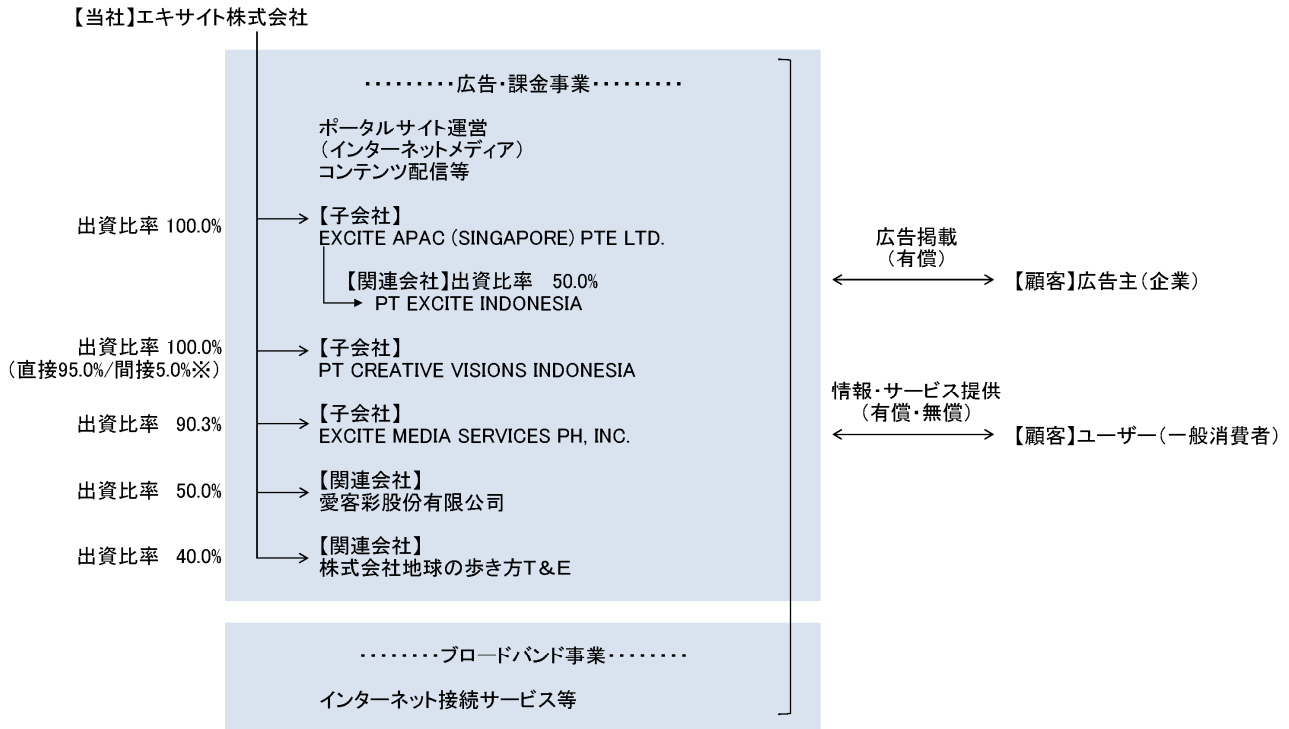 【当社】エキサイト株式会社
・・・・・・・・・広告・課金事業・・・・・・・・・
ポータルサイト運営
（インターネットメディア）
コンテンツ配信等
出資比率 100.0%
【子会社】
EXCITE APAC (SINGAPORE) PTE LTD.
【関連会社】出資比率　50.0%
PT EXCITE INDONESIA
出資比率 100.0%
（直接95.0%/間接5.0%※）
【子会社】
PT CREATIVE VISIONS INDONESIA
出資比率　90.3%
【子会社】
EXCITE MEDIA SERVICES PH, INC.
出資比率　50.0%
【関連会社】
愛客彩股份有限公司
出資比率　40.0%
【関連会社】
株式会社地球の歩き方Ｔ＆Ｅ
広告掲載
（有償）
【顧客】広告主（企業）
情報・サービス提供
（有償・無償）
【顧客】ユーザー（一般消費者）
・・・・・・・・ブロードバンド事業・・・・・・・・
インターネット接続サービス等